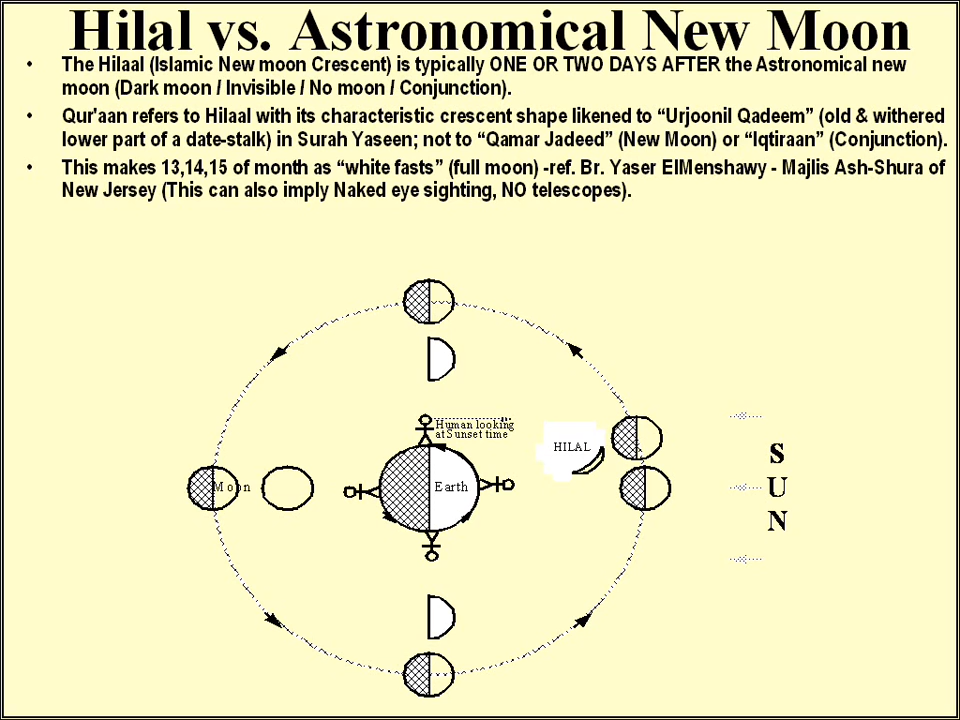 Hilal vs. Astronomical New Moon
• The Hilaal (Islamic New moon Crescent) is typically ONE OR TWO DAYS AFTER the Astronomical new
moon (Dark moon / Invisible / No moon / Conjunction).
• Qur'aan refers to Hilaal with its characteristic crescent shape likened to “Urjoonil Qadeem” (old & withered
lower part of a date-stalk) in Surah Yaseen; not to “Qamar Jadeed” (New Moon) or “Iqtiraan” (Conjunction).
• This makes 13,14,15 of month as “white fasts” (full moon) -ref. Br. Yaser ElMenshawy - Majlis Ash-Shura of
New Jersey (This can also imply Naked eye sighting, NO telescopes).
Human looking
at Sunset time
HILAL
Moon
Earth
S
U
N